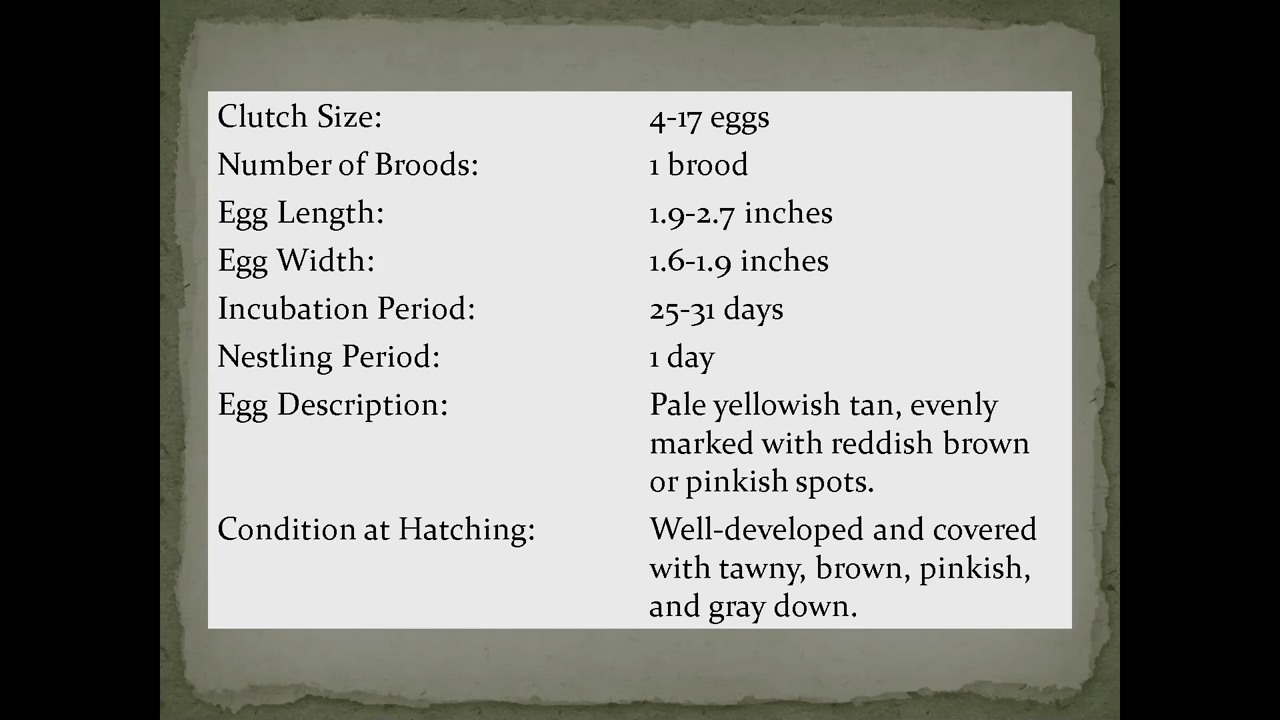 Clutch Size: 4-17 eggs
Number of Broods: 1 brood
Egg Length: 1.9-2.7 inches
Egg Width: 1.6-1.9 inches
Incubation Period: 25-31 days
Nestling Period: 1 day
Egg Description: Pale yellowish tan, evenly
marked with reddish brown
or pinkish spots.
Condition at Hatching: Well-developed and covered
with tawny, brown, pinkish,
and gray down.